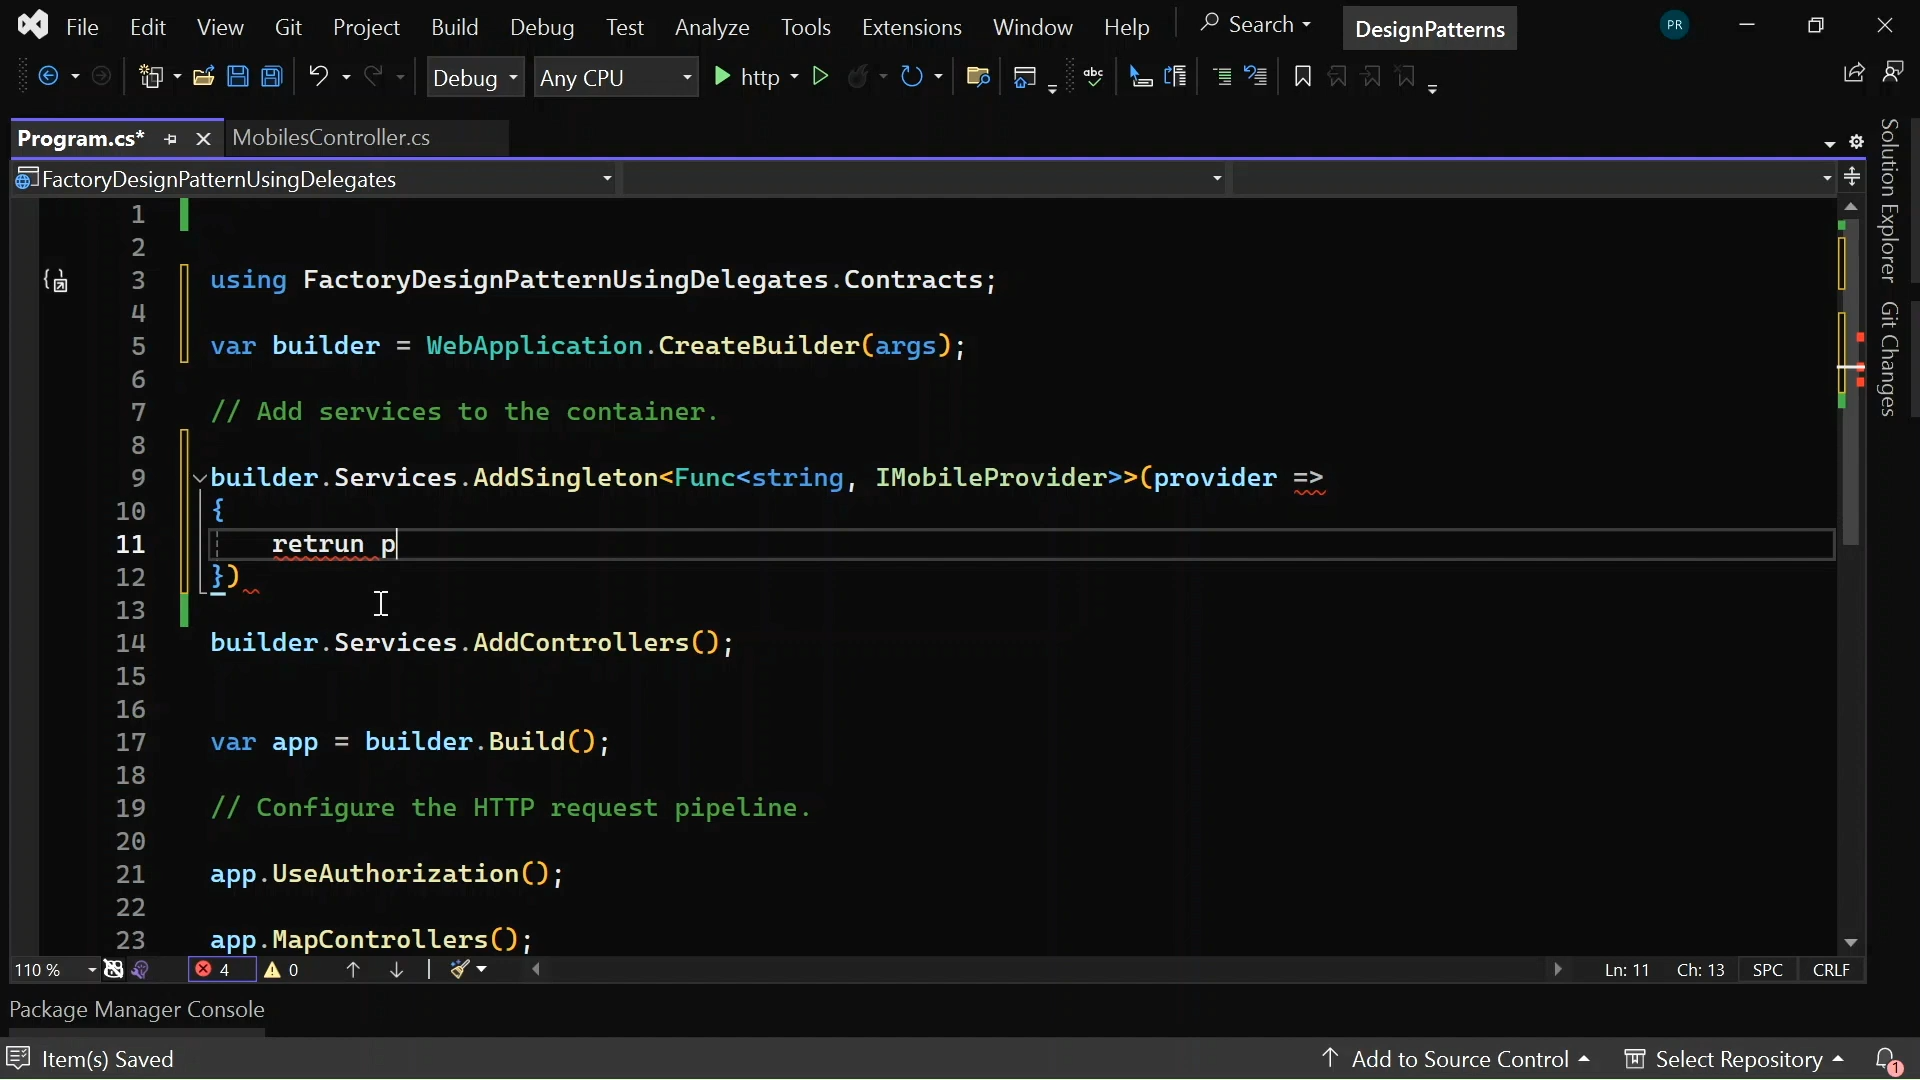 File Edit View Git Project Build Debug Test Analyze Tools Extensions Window Help Search DesignPatterns PR
Debug Any CPU http abc
Program.cs* MobilesController.cs
FactoryDesignPatternUsingDelegates
1
2
3 using FactoryDesignPatternUsingDelegates.Contracts;
4
5 var builder = WebApplication.CreateBuilder(args);
6
7 // Add services to the container.
8
9 builder.Services.AddSingleton<Func<string, IMobileProvider>>(provider =>
10 {
11 retrun p
12 })
13
14 builder.Services.AddControllers();
15
16
17 var app = builder.Build();
18
19 // Configure the HTTP request pipeline.
20
21 app.UseAuthorization();
22
23 app.MapControllers();
110 % 4 0 Ln: 11 Ch: 13 SPC CRLF
Package Manager Console
Item(s) Saved Add to Source Control Select Repository 1
Solution Explorer
Git Changes